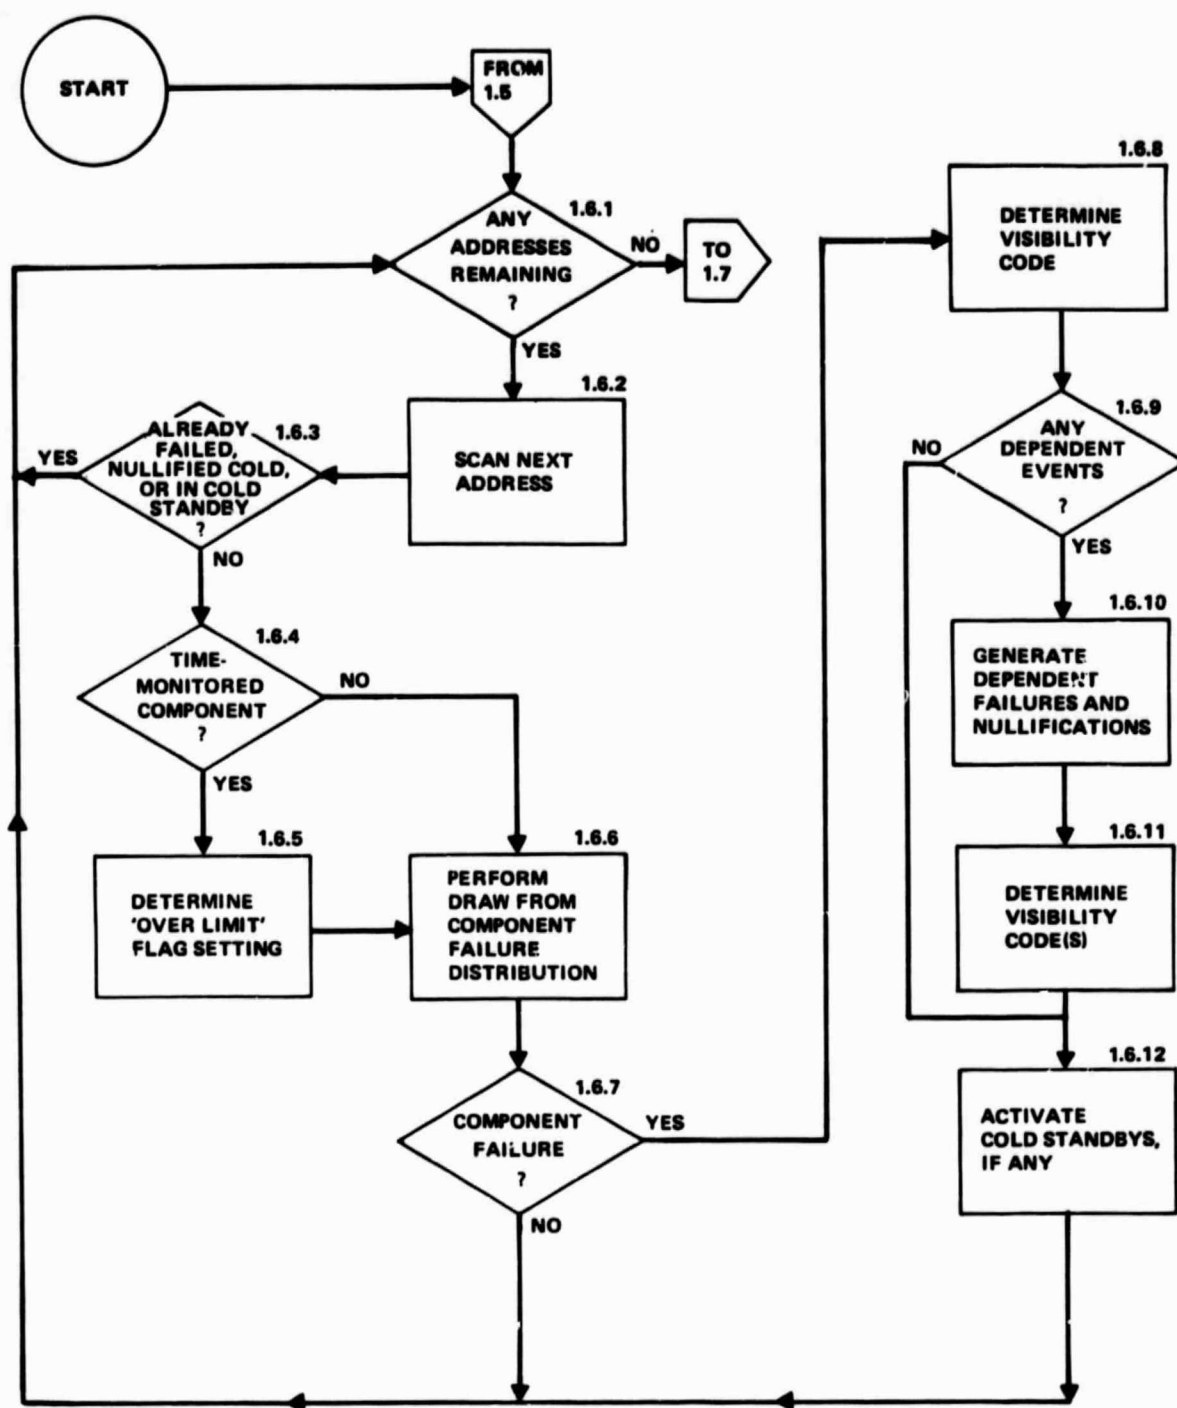 START
FROM
1.5
1.6.1
ANY
ADDRESSES
REMAINING
?
NO
TO
1.7
YES
1.6.2
SCAN NEXT
ADDRESS
1.6.3
ALREADY
FAILED,
NULLIFIED COLD,
OR IN COLD
STANDBY
?
YES
NO
1.6.4
TIME-
MONITORED
COMPONENT
?
NO
YES
1.6.5
DETERMINE
'OVER LIMIT'
FLAG SETTING
1.6.6
PERFORM
DRAW FROM
COMPONENT
FAILURE
DISTRIBUTION
1.6.7
COMPONENT
FAILURE
?
YES
NO
1.6.8
DETERMINE
VISIBILITY
CODE
1.6.9
ANY
DEPENDENT
EVENTS
?
NO
YES
1.6.10
GENERATE
DEPENDENT
FAILURES AND
NULLIFICATIONS
1.6.11
DETERMINE
VISIBILITY
CODE(S)
1.6.12
ACTIVATE
COLD STANDBYS,
IF ANY